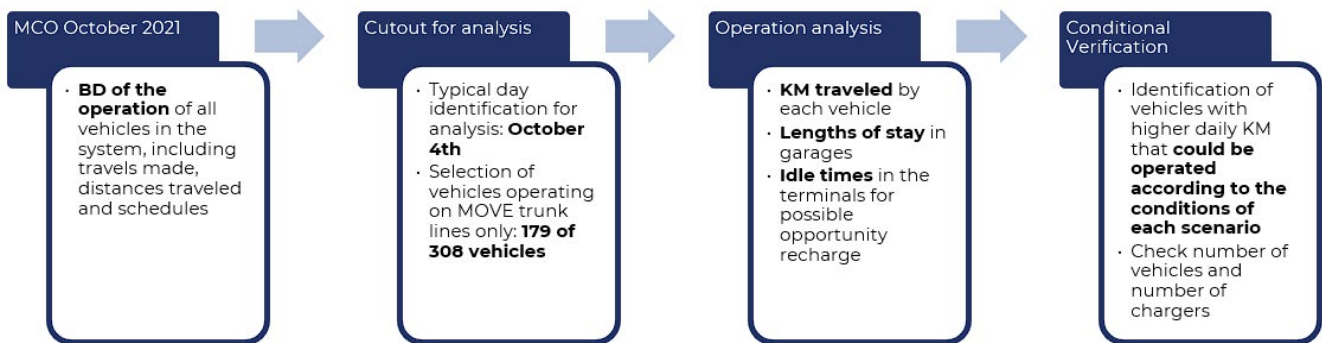 MCO October 2021
• BD of the
operation of all
vehicles in the
system, including
travels made,
distances traveled
and schedules
Cutout for analysis
• Typical day
identification for
analysis: October
4th
• Selection of
vehicles operating
on MOVE trunk
lines only: 179 of
308 vehicles
Operation analysis
• KM traveled by
each vehicle
• Lengths of stay in
garages
• Idle times in the
terminals for
possible
opportunity
recharge
Conditional
Verification
• Identification of
vehicles with
higher daily KM
that could be
operated
according to the
conditions of
each scenario
• Check number of
vehicles and
number of
chargers